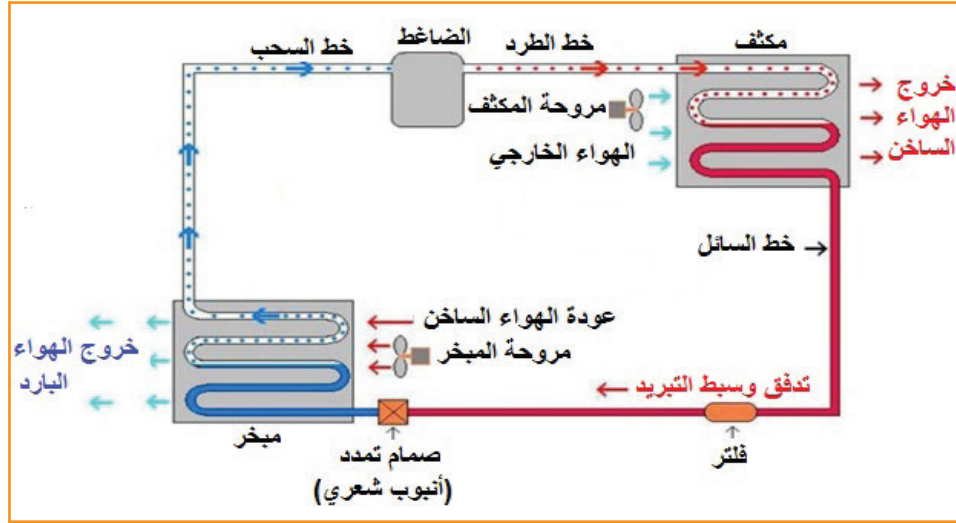 الضاغط
مكثف
خط السحب
خط الطرد
خروج
الهواء
الساخن
مروحة المكثف
الهواء الخارجي
خط السائل
عودة الهواء الساخن
مروحة المبخر
خروج الهواء
البارد
تدفق وسيط التبريد
مبخر
صمام تمدد
(أنبوب شعري)
فلتر